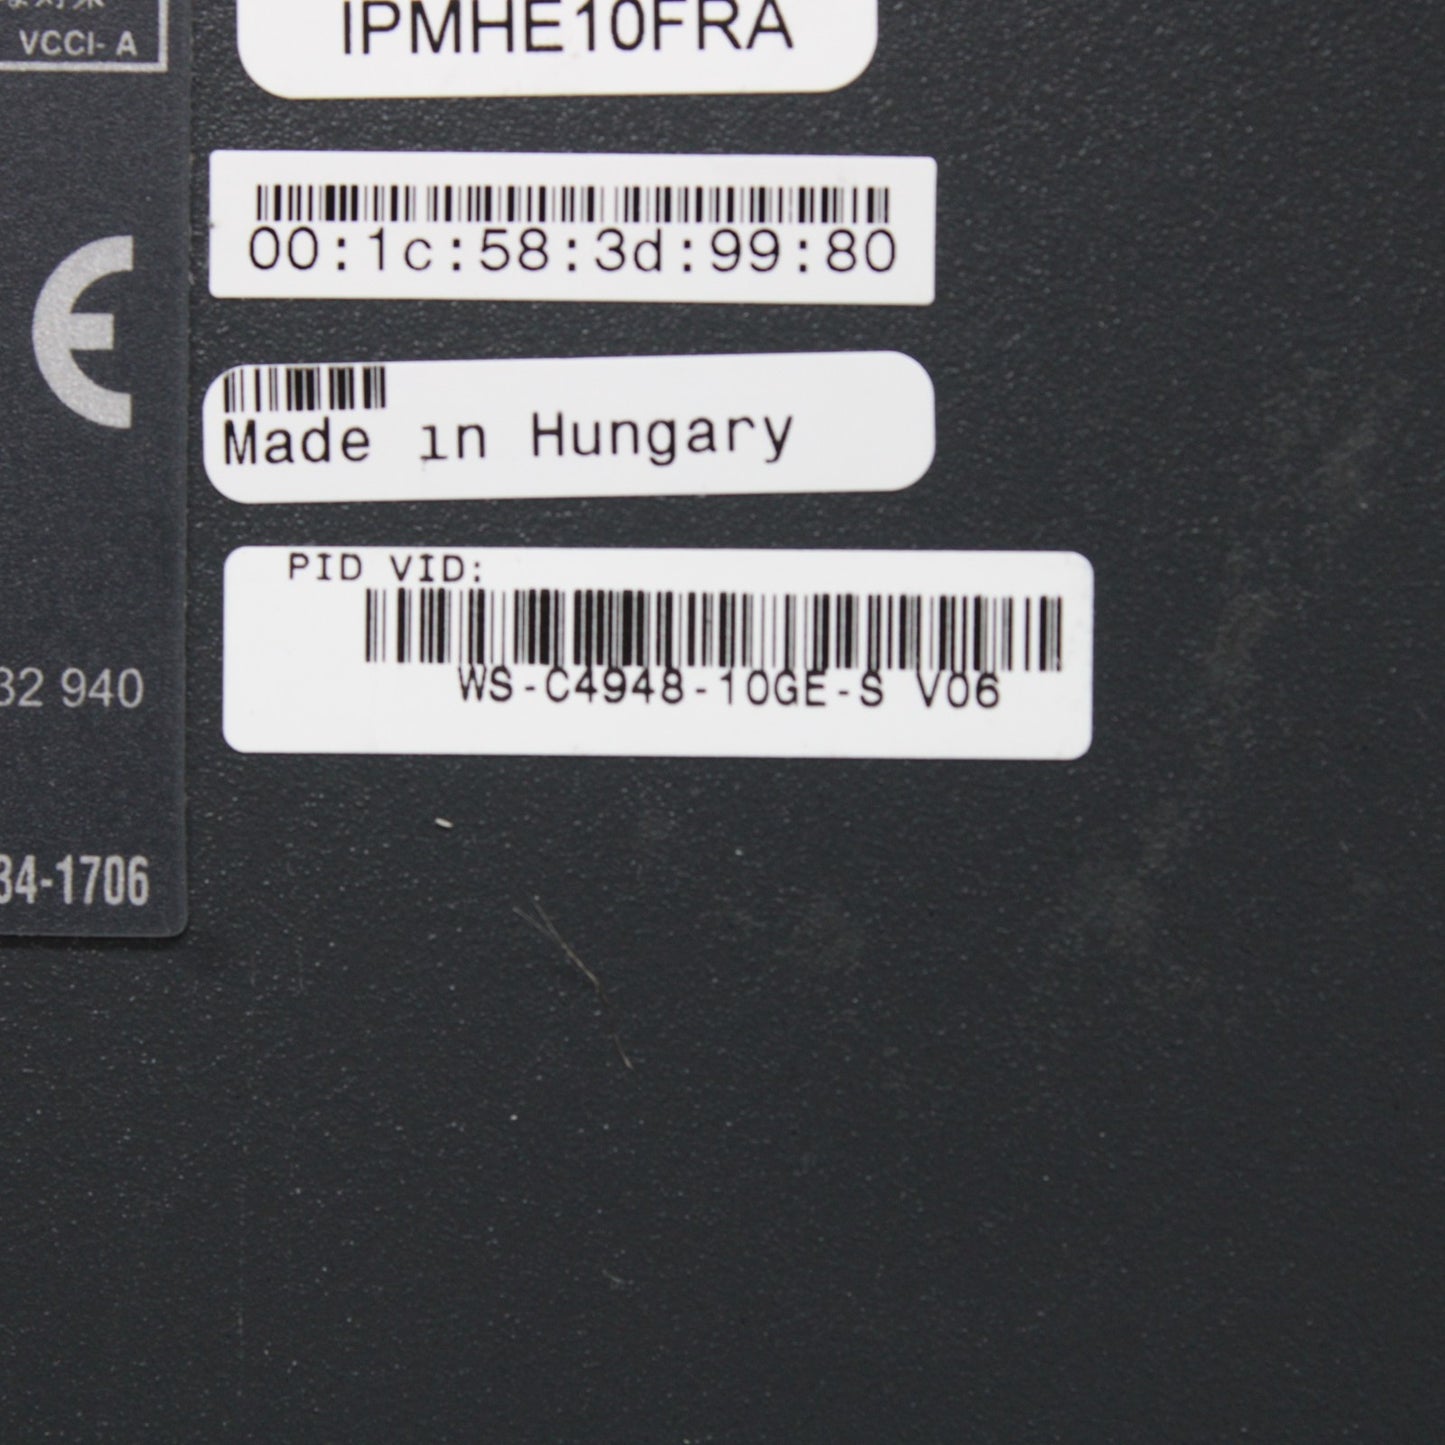 VCCI- A
IPMHE10FRA
00:1c:58:3d:99:80
Made in Hungary
32 940
PID VID:
WS-C4948-10GE-S V06
34-1706